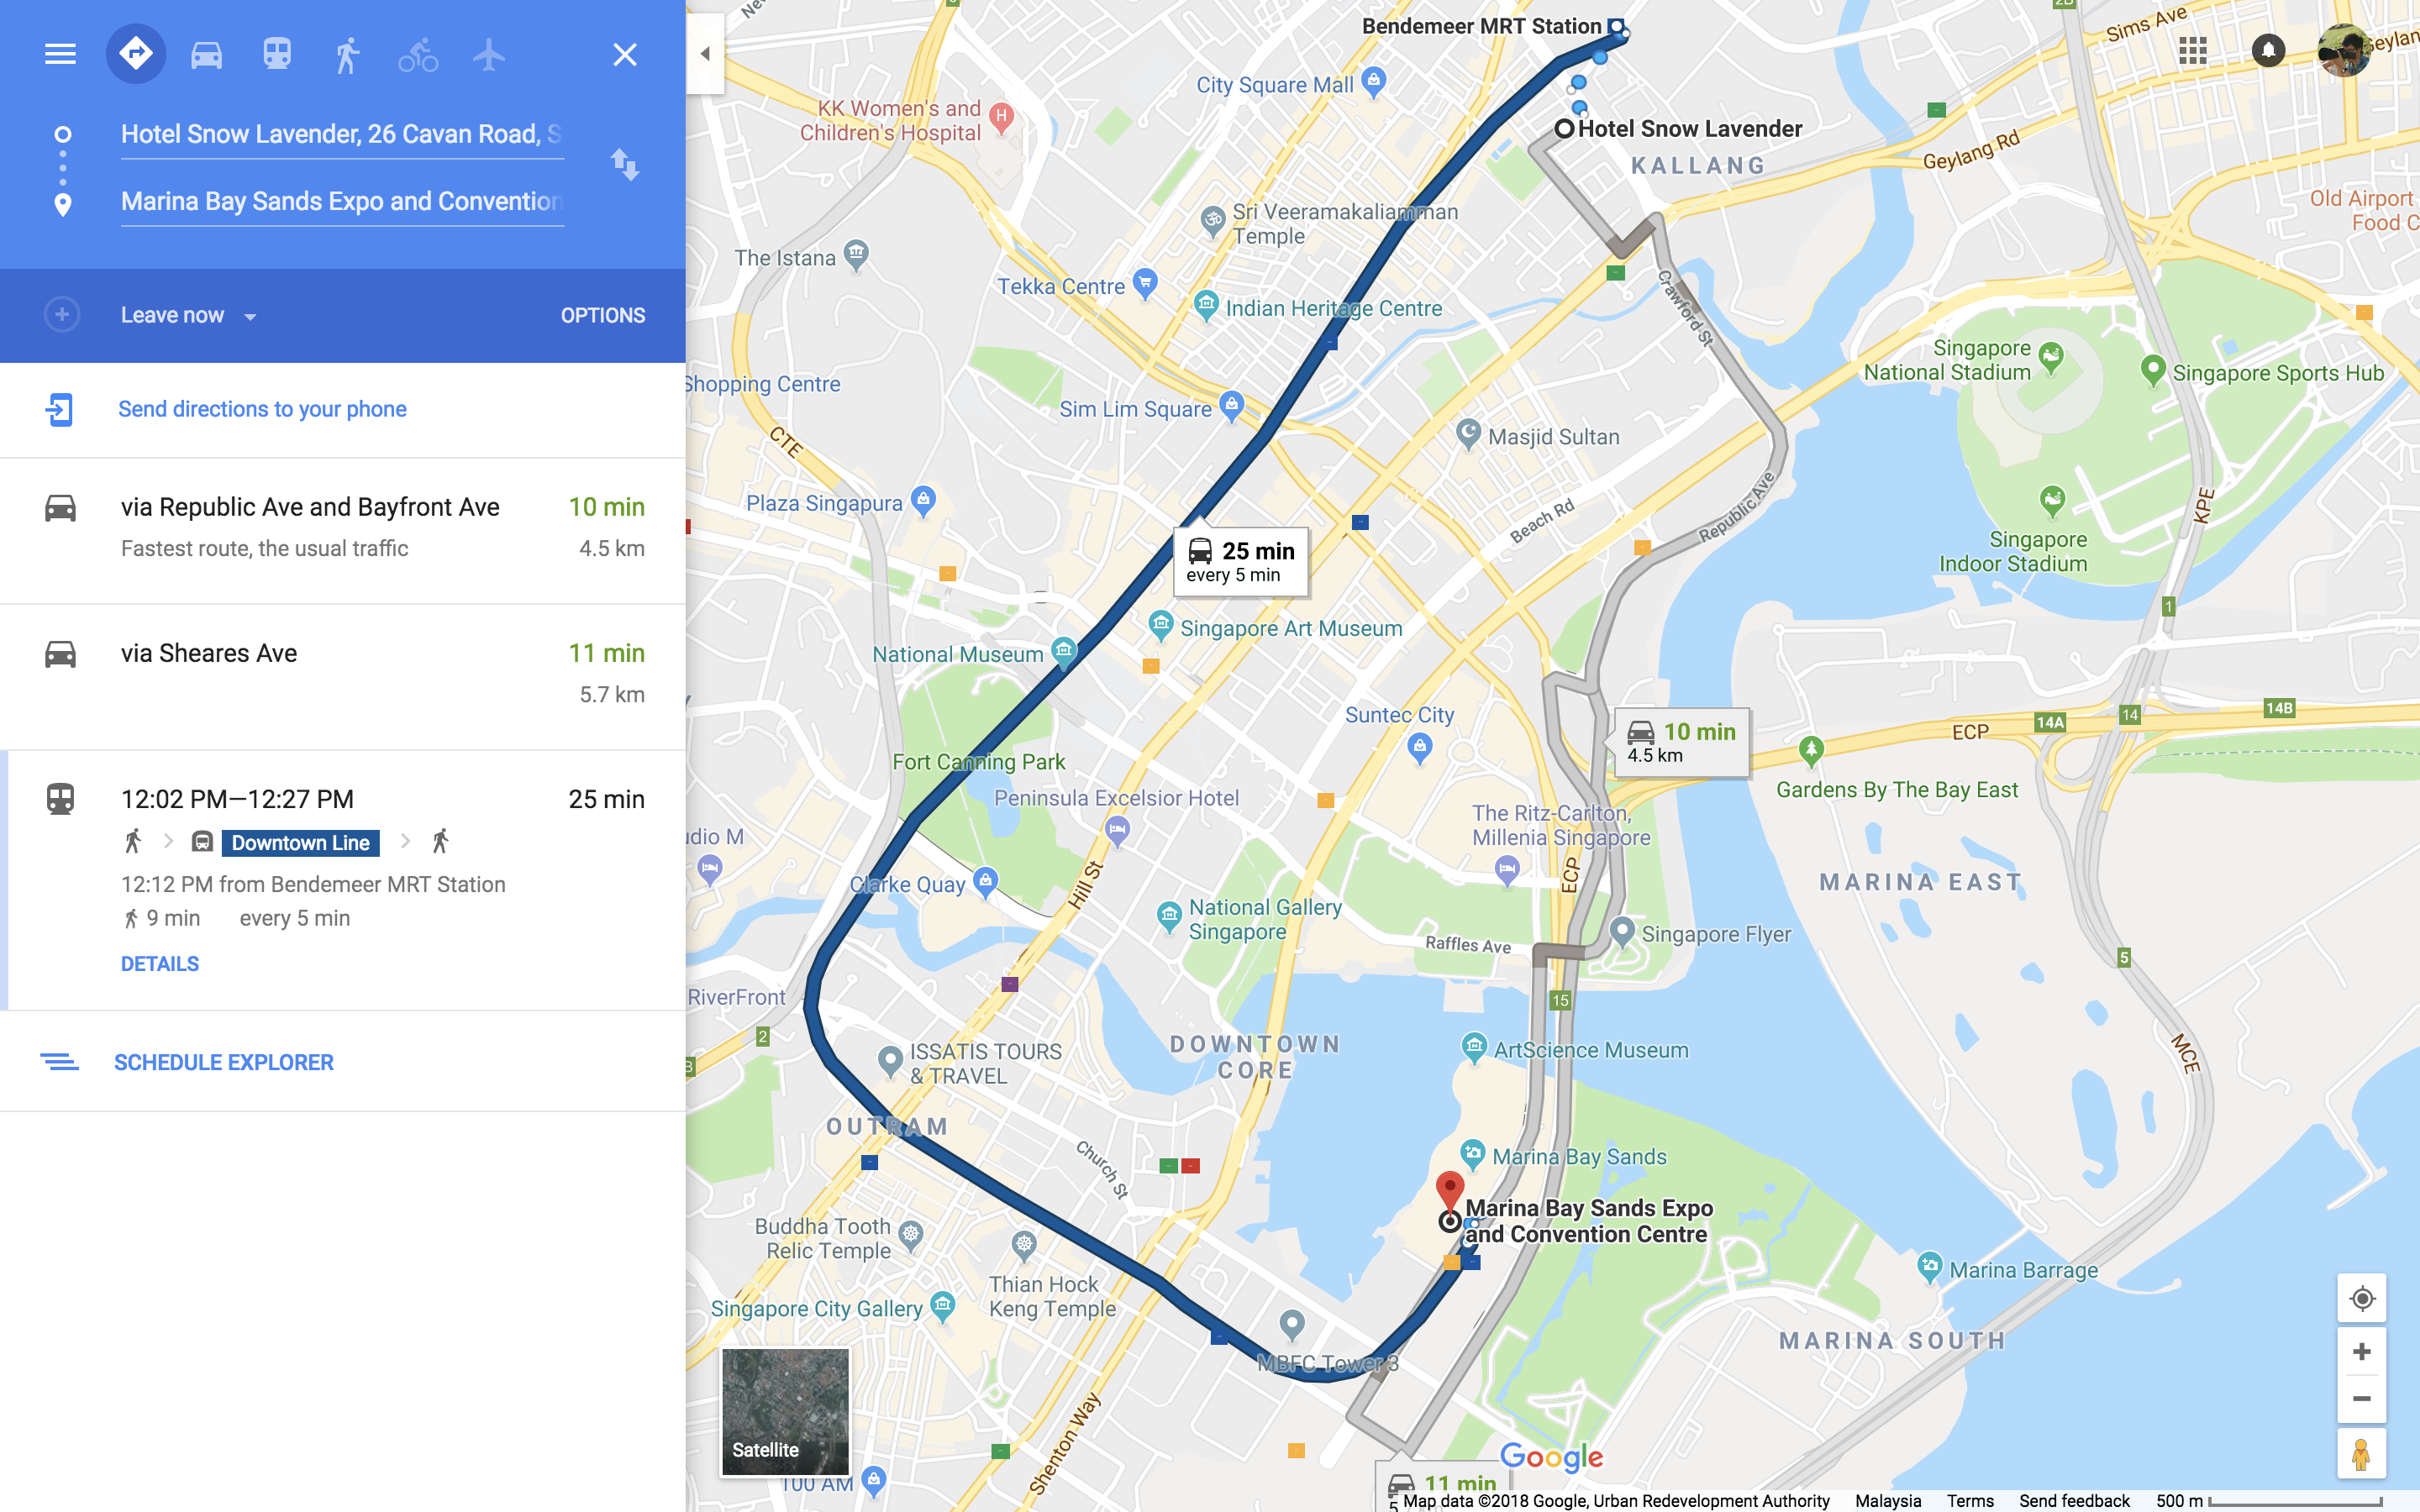 Hotel Snow Lavender, 26 Cavan Road, S
Marina Bay Sands Expo and Convention
Leave now
OPTIONS
Send directions to your phone
via Republic Ave and Bayfront Ave
10 min
Fastest route, the usual traffic
4.5 km
via Sheares Ave
11 min
5.7 km
12:02 PM—12:27 PM
25 min
Downtown Line
12:12 PM from Bendemeer MRT Station
9 min
every 5 min
DETAILS
SCHEDULE EXPLORER
Bendemeer MRT Station
Sims Ave
City Square Mall
KK Women's and
Children's Hospital
H
Hotel Snow Lavender
KALLANG
Geylang Rd
Old Airport
Food C
Sri Veeramakaliamman
Temple
The Istana
Tekka Centre
Indian Heritage Centre
Crawford St
Singapore
National Stadium
Singapore Sports Hub
Shopping Centre
Sim Lim Square
CTE
Masjid Sultan
Plaza Singapura
Beach Rd
Republic Ave
KPE
25 min
every 5 min
Singapore
Indoor Stadium
1
Singapore Art Museum
National Museum
Suntec City
10 min
4.5 km
14A
14
14B
ECP
Fort Canning Park
Gardens By The Bay East
Peninsula Excelsior Hotel
The Ritz-Carlton,
Millenia Singapore
udio M
Clarke Quay
Hill St
ECP
MARINA EAST
National Gallery
Singapore
Raffles Ave
Singapore Flyer
5
RiverFront
15
2
DOWNTOWN
CORE
ISSATIS TOURS
& TRAVEL
ArtScience Museum
MCE
OUTRAM
Church St
Marina Bay Sands
Marina Bay Sands Expo
and Convention Centre
Buddha Tooth
Relic Temple
Thian Hock
Keng Temple
Marina Barrage
Singapore City Gallery
MARINA SOUTH
MBFC Tower 3
Shenton Way
Satellite
Google
100 AM
11 min
5
Map data ©2018 Google, Urban Redevelopment Authority
Malaysia
Terms
Send feedback
500 m